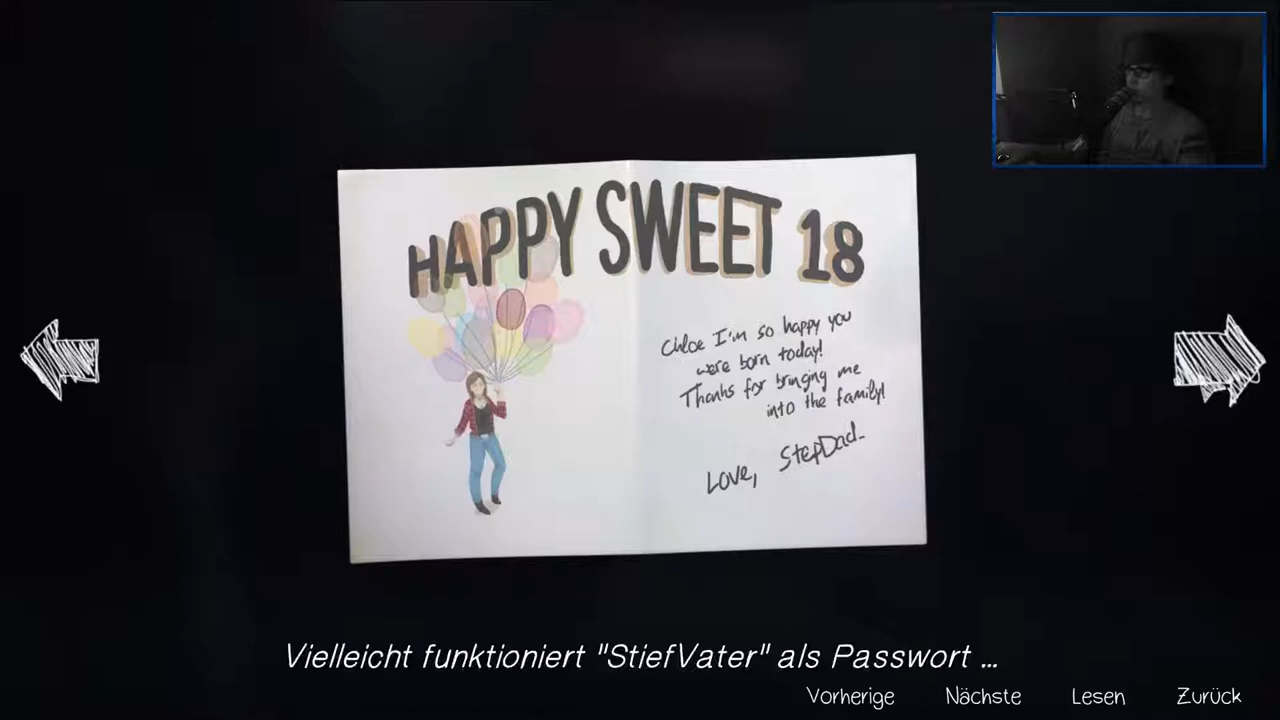 HAPPY SWEET 18
Chloe I'm so happy you
were born today!
Thanks for bringing me
into the family!
Love, StepDad
Vielleicht funktioniert "StiefVater" als Passwort ...
Vorherige Nächste Lesen Zurück